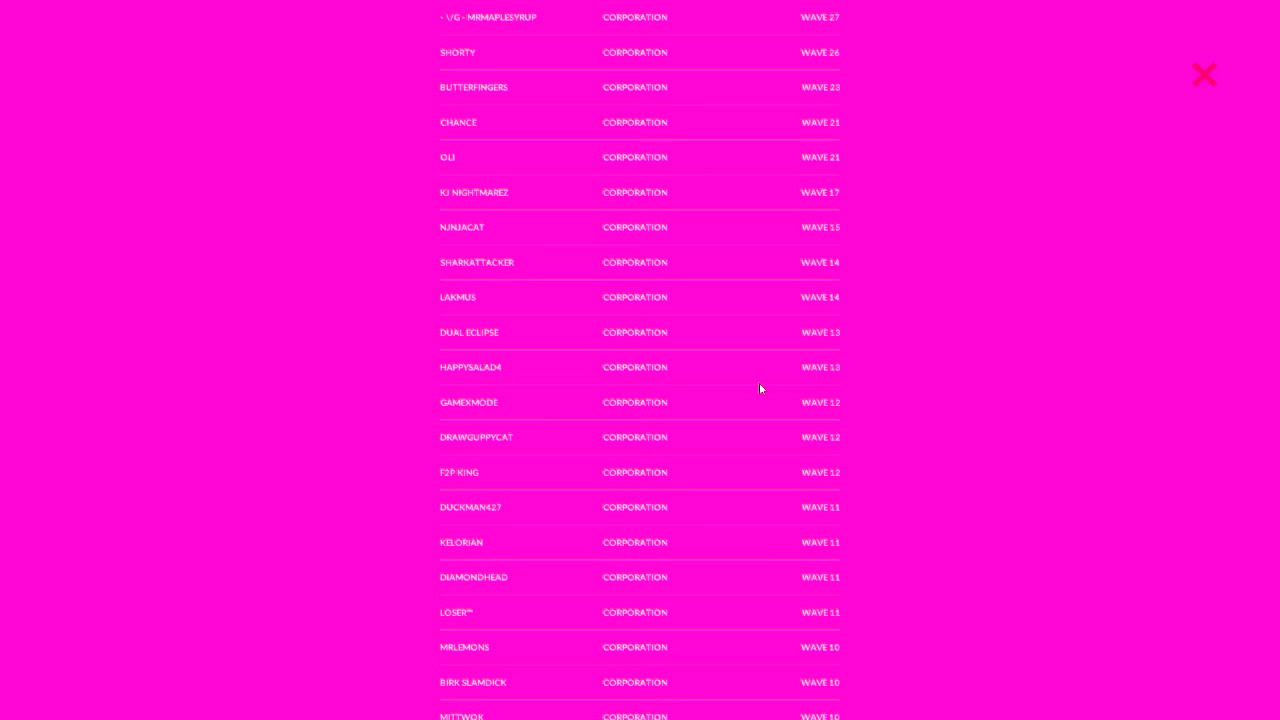 - \/G - MRMAPLESYRUP CORPORATION WAVE 27
SHORTY CORPORATION WAVE 26
BUTTERFINGERS CORPORATION WAVE 23
CHANCE CORPORATION WAVE 21
OLI CORPORATION WAVE 21
KJ NIGHTMAREZ CORPORATION WAVE 17
NJNJACAT CORPORATION WAVE 15
SHARKATTACKER CORPORATION WAVE 14
LAKMUS CORPORATION WAVE 14
DUAL ECLIPSE CORPORATION WAVE 13
HAPPYSALAD4 CORPORATION WAVE 13
GAMEXMODE CORPORATION WAVE 12
DRAWGUPPYCAT CORPORATION WAVE 12
F2P KING CORPORATION WAVE 12
DUCKMAN427 CORPORATION WAVE 11
KELORIAN CORPORATION WAVE 11
DIAMONDHEAD CORPORATION WAVE 11
LOSER™ CORPORATION WAVE 11
MRLEMONS CORPORATION WAVE 10
BIRK SLAMDICK CORPORATION WAVE 10
MITTWOK CORPORATION WAVE 10